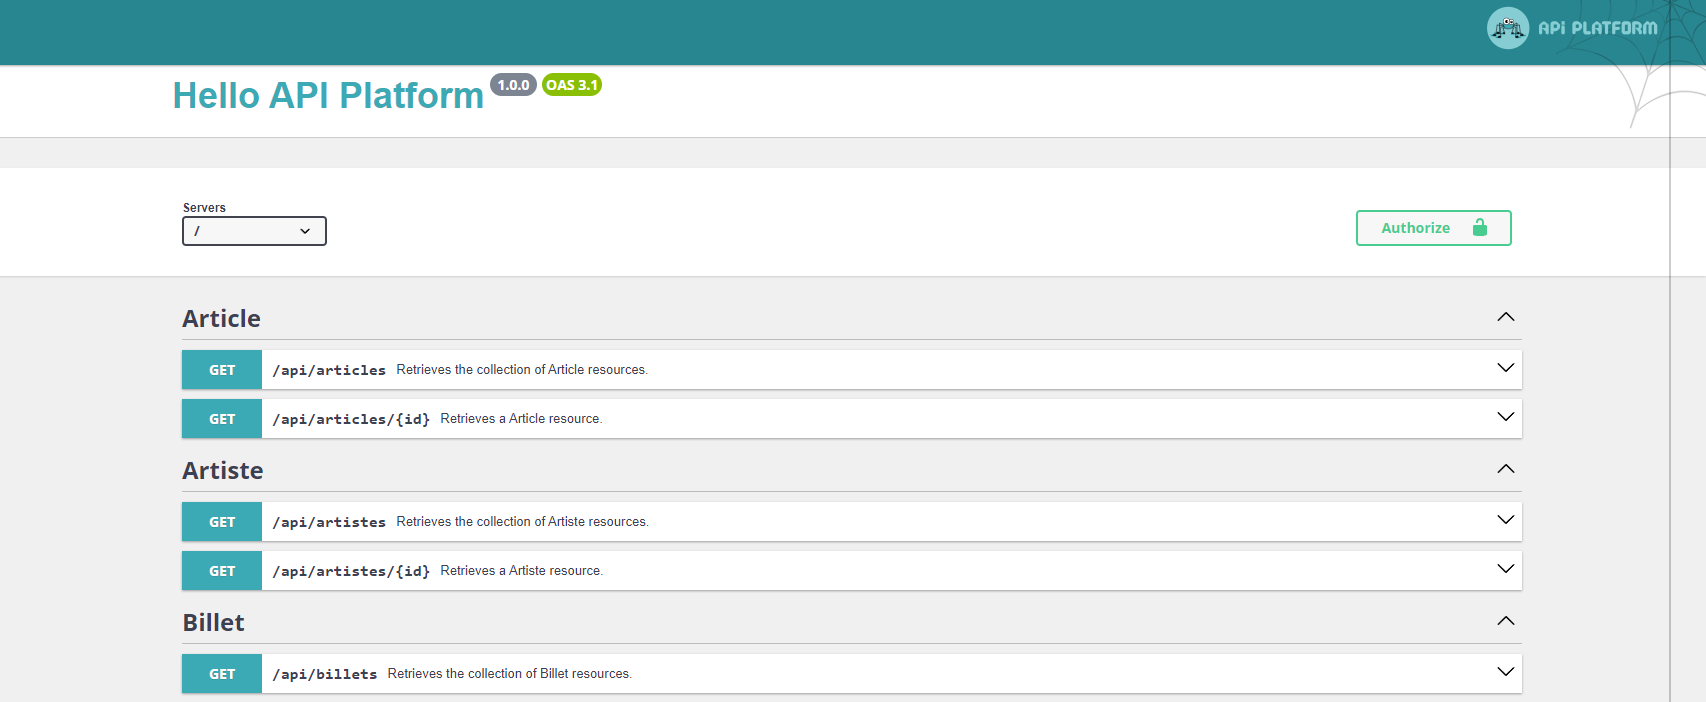 API PLATFORM
Hello API Platform 1.0.0 OAS 3.1
Servers
/
Authorize
Article
GET /api/articles Retrieves the collection of Article resources.
GET /api/articles/{id} Retrieves a Article resource.
Artiste
GET /api/artistes Retrieves the collection of Artiste resources.
GET /api/artistes/{id} Retrieves a Artiste resource.
Billet
GET /api/billets Retrieves the collection of Billet resources.